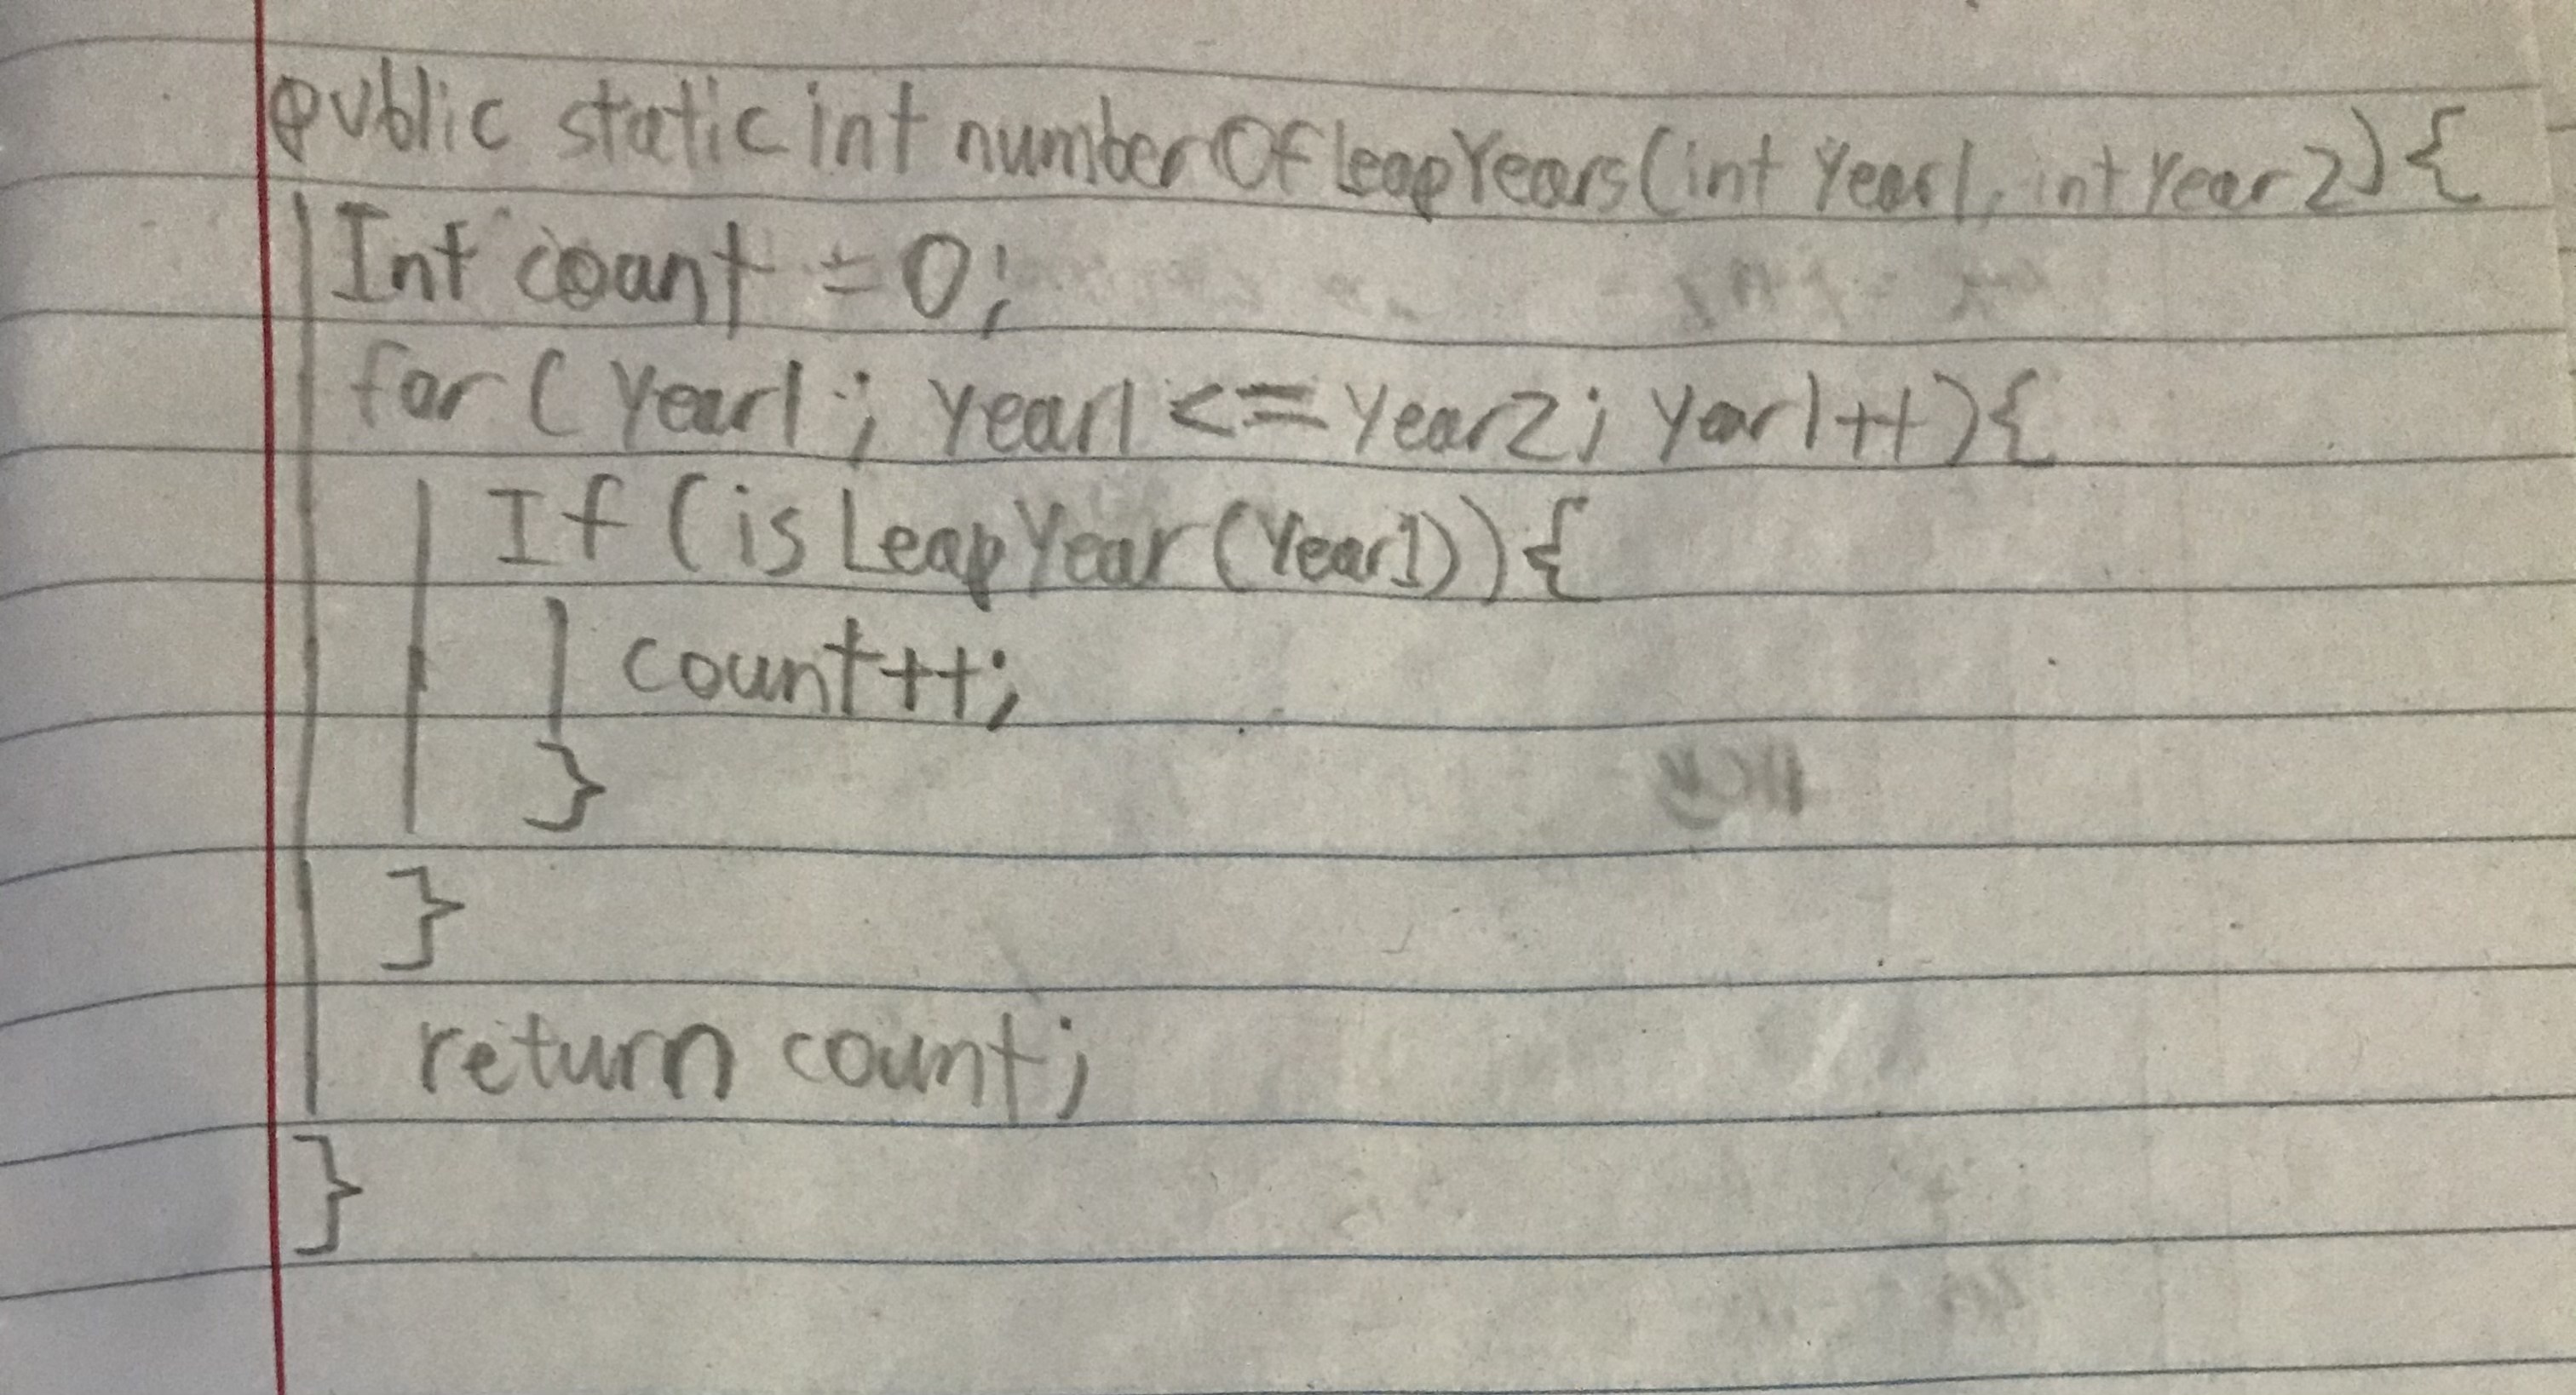 public static int numberOfLeapYears(int year1, int year2){
Int count = 0;
for ( year1 ; year1 <= year2; year1++){
If (isLeapYear(year1)){
count++;
}
}
return count;
}